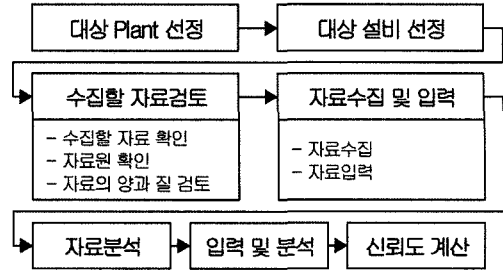 대상 Plant 선정
대상 설비 선정
수집할 자료검토
- 수집할 자료 확인
- 자료원 확인
- 자료의 양과 질 검토
자료수집 및 입력
- 자료수집
- 자료입력
자료분석
입력 및 분석
신뢰도 계산